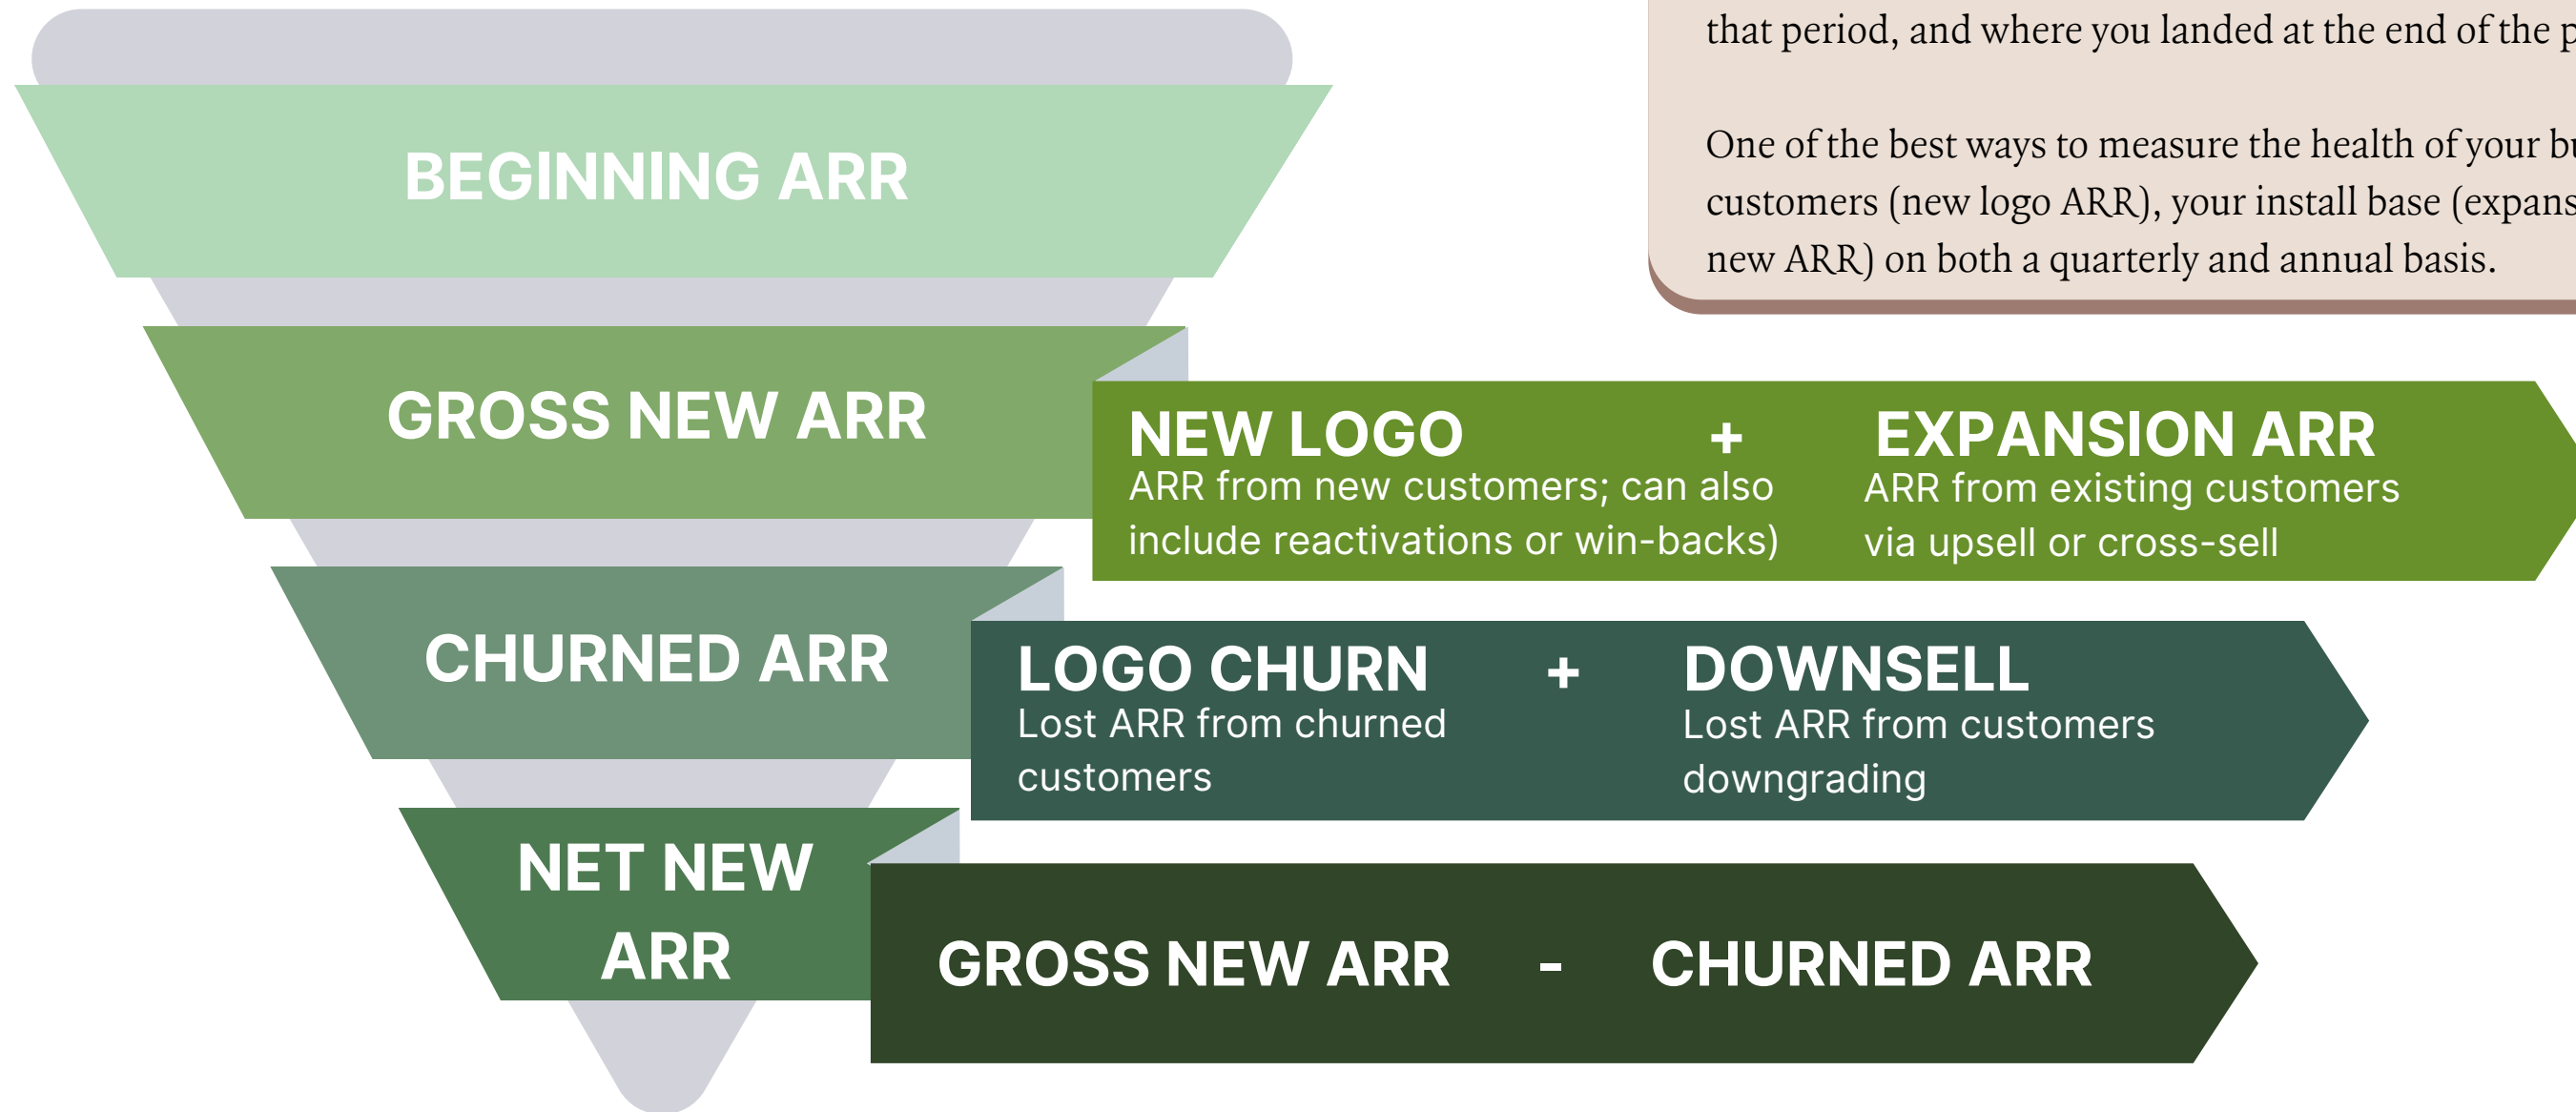 that period, and where you landed at the end of the
One of the best ways to measure the health of your
customers (new logo ARR), your install base
new ARR) on both a quarterly and annual basis.
BEGINNING ARR
GROSS NEW ARR
NEW LOGO + EXPANSION ARR
ARR from new customers; can also
include reactivations or win-backs)
ARR from existing customers
via upsell or cross-sell
CHURNED ARR
LOGO CHURN + DOWNSELL
Lost ARR from churned
customers
Lost ARR from customers
downgrading
NET NEW
ARR
GROSS NEW ARR - CHURNED ARR